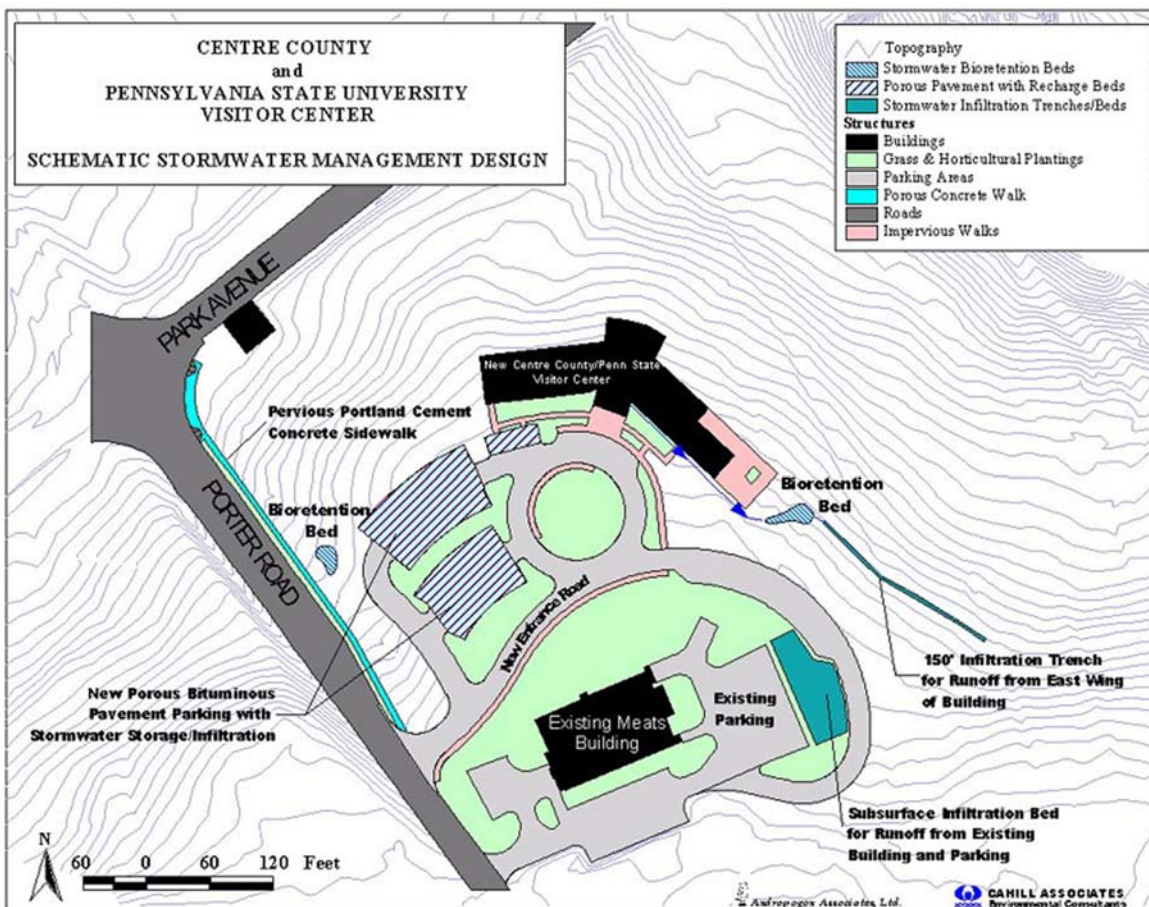 CENTRE COUNTY
and
PENNSYLVANIA STATE UNIVERSITY
VISITOR CENTER
SCHEMATIC STORMWATER MANAGEMENT DESIGN
Topography
Stormwater Bioretention Beds
Porous Pavement with Recharge Beds
Stormwater Infiltration Trenches/Beds
Structures
Buildings
Grass & Horticultural Plantings
Parking Areas
Porous Concrete Walk
Roads
Impervious Walks
PARK AVENUE
New Centre County/Penn State
Visitor Center
Pervious Portland Cement
Concrete Sidewalk
Bioretention
Bed
PORTER ROAD
Bioretention
Bed
New Entrance Road
150' Infiltration Trench
for Runoff from East Wing
of Building
New Porous Bituminous
Pavement Parking with
Stormwater Storage/Infiltration
Existing Meats
Building
Existing
Parking
Subsurface Infiltration Bed
for Runoff from Existing
Building and Parking
N
60 0 60 120 Feet
Andropogon Associates, Ltd.
CAHILL ASSOCIATES
Environmental Consultants